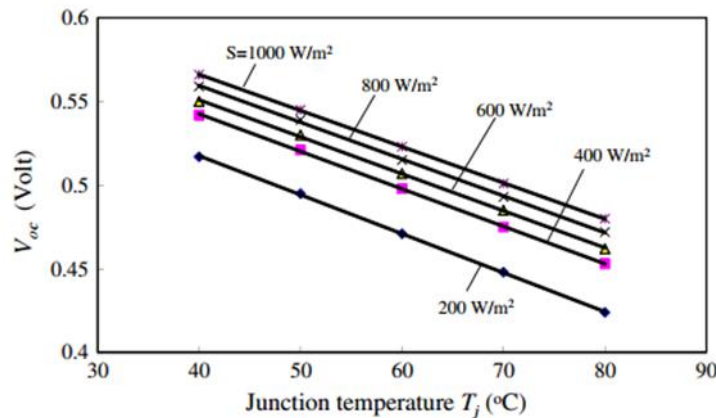 0.6
S=1000 W/m²
800 W/m²
0.55
600 W/m²
400 W/m²
0.5
V_oc (Volt)
0.45
200 W/m²
0.4
30 40 50 60 70 80 90
Junction temperature T_j (°C)